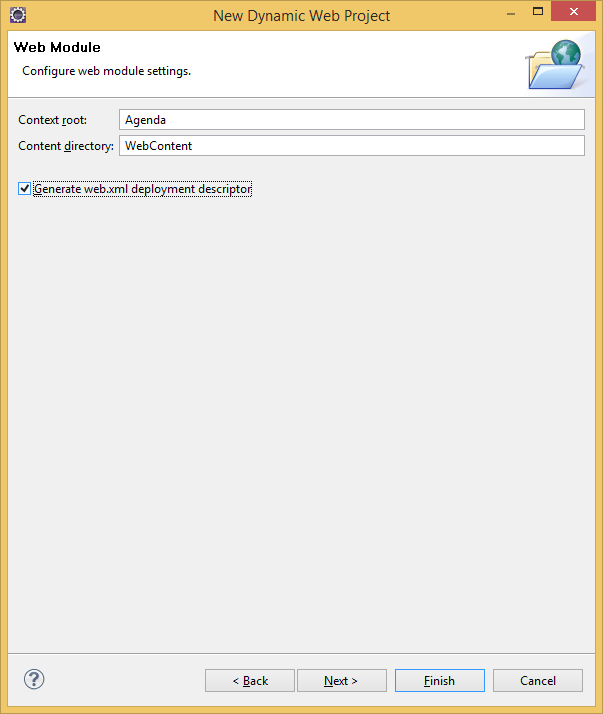 New Dynamic Web Project
Web Module
Configure web module settings.
Context root: Agenda
Content directory: WebContent
Generate web.xml deployment descriptor
? < Back Next > Finish Cancel